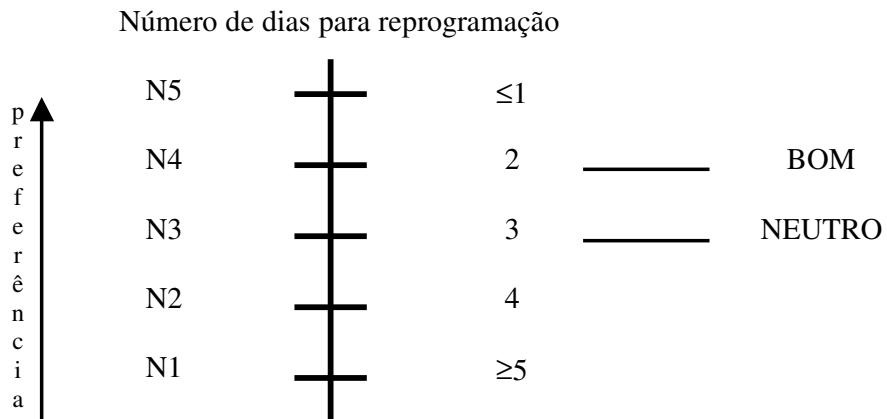 Número de dias para reprogramação
preferência
N5 ≤1
N4 2 BOM
N3 3 NEUTRO
N2 4
N1 ≥5